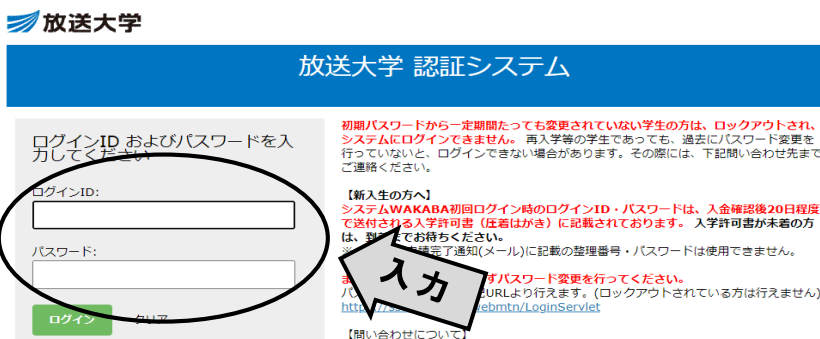 放送大学
放送大学 認証システム
ログインID およびパスワードを入
力してください
ログインID:
パスワード:
ログイン
クリア
初期パスワードから一定期間たっても変更されていない学生の方は、ロックアウトされ、
システムにログインできません。 再入学等の学生であっても、過去にパスワード変更を
行っていないと、ログインできない場合があります。その際には、下記問い合わせ先まで
ご連絡ください。
【新入生の方へ】
システムWAKABA初回ログイン時のログインID・パスワードは、入金確認後20日程度
で送付される入学許可書（圧着はがき）に記載されております。 入学許可書が未着の方
は、到 までお待ちください。
完了通知(メール)に記載の整理番号・パスワードは使用できません。
ずパスワード変更を行ってください。
URLより行えます。(ロックアウトされている方は行えません)
ebmtn/LoginServlet
入力
【問い合わせについて】